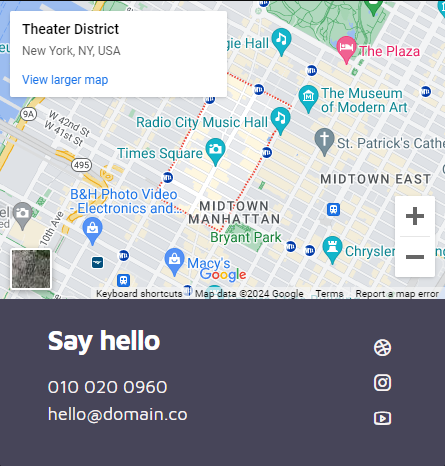 Theater District
New York, NY, USA
View larger map
gie Hall
The Plaza
The Museum
of Modern Art
9A
W 42nd St
W 41st St
Radio City Music Hall
St. Patrick's Cathe
Times Square
495
MIDTOWN EAST
B&H Photo Video
- Electronics and
MIDTOWN
MANHATTAN
el
10th Ave
Bryant Park
Macy's
Chrysler
ng
Google
Keyboard shortcuts
Map data ©2024 Google
Terms
Report a map error
Say hello
010 020 0960
hello@domain.co